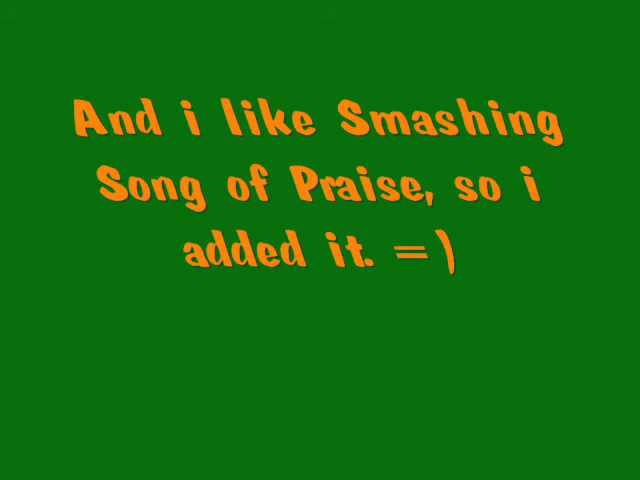 And i like Smashing
Song of Praise, so i
added it. =)